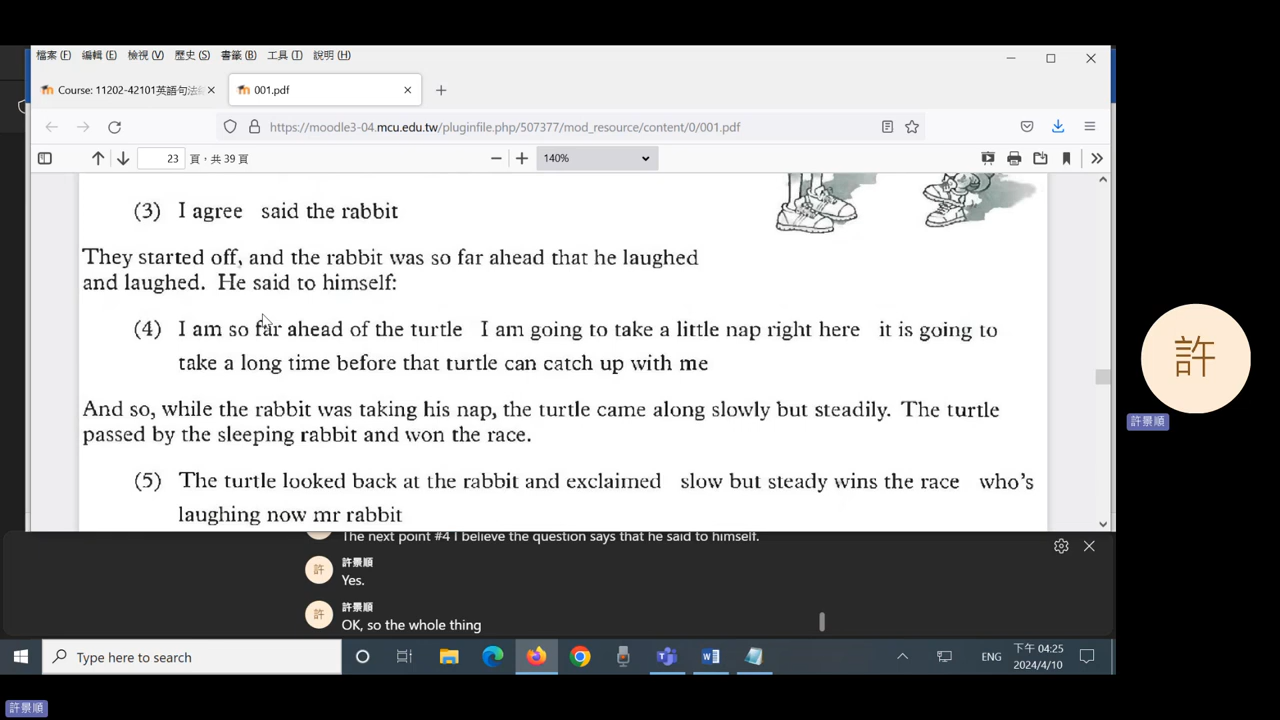 檔案 (F) 編輯 (E) 檢視 (V) 歷史 (S) 書籤 (B) 工具 (T) 說明 (H)
Course: 11202-42101英語句法
001.pdf
https://moodle3-04.mcu.edu.tw/pluginfile.php/507377/mod_resource/content/0/001.pdf
23 頁，共 39 頁
140%
(3) I agree said the rabbit
They started off, and the rabbit was so far ahead that he laughed
and laughed. He said to himself:
(4) I am so far ahead of the turtle I am going to take a little nap right here it is going to
take a long time before that turtle can catch up with me
And so, while the rabbit was taking his nap, the turtle came along slowly but steadily. The turtle
passed by the sleeping rabbit and won the race.
(5) The turtle looked back at the rabbit and exclaimed slow but steady wins the race who's
laughing now mr rabbit
The next point #4 I believe the question says that he said to himself.
許景順
許
Yes.
許景順
許
OK, so the whole thing
許
許景順
Type here to search
ENG
下午 04:25
2024/4/10
許景順